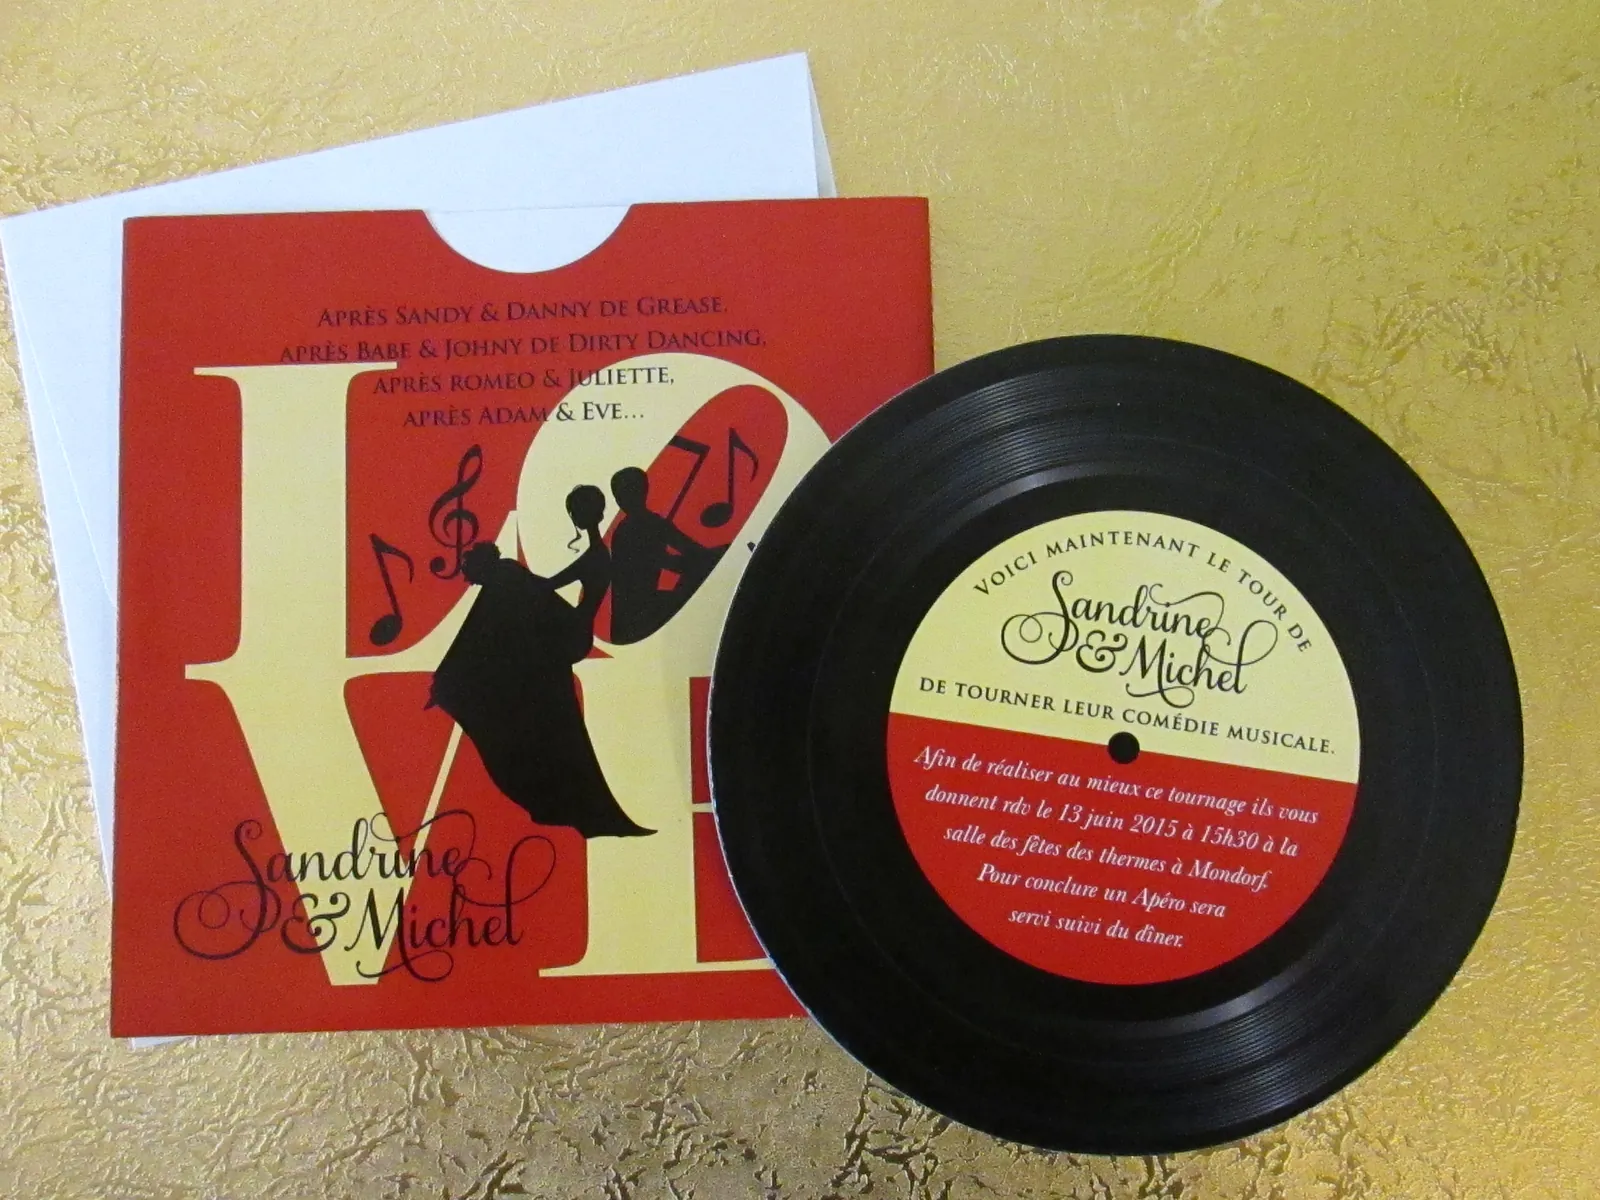 Après Sandy & Danny de Grease,
après Babe & Johny de Dirty Dancing,
après Romeo & Juliette,
après Adam & Eve...
LO
VE
Sandrine
& Michel
Voici maintenant le tour de
Sandrine
& Michel
de tourner leur comédie musicale.
Afin de réaliser au mieux ce tournage ils vous
donnent rdv le 13 juin 2015 à 15h30 à la
salle des fêtes des thermes à Mondorf.
Pour conclure un Apéro sera
servi suivi du dîner.